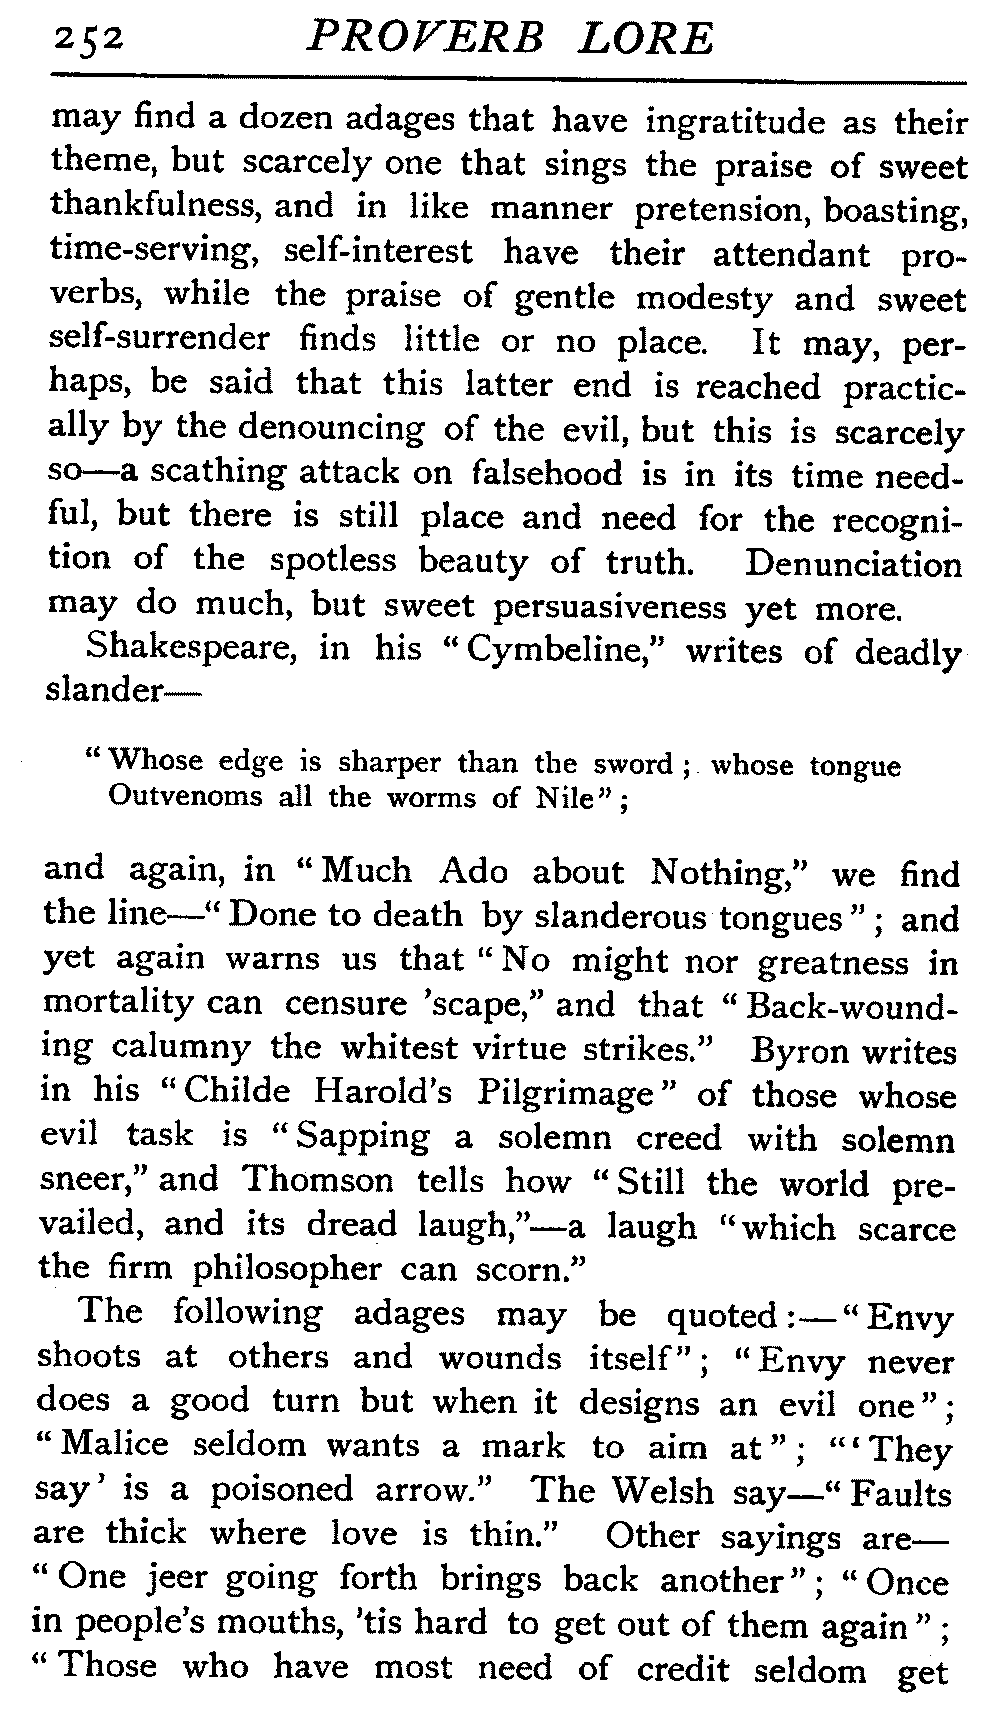 252 PROVERB LORE
may find a dozen adages that have ingratitude as their
theme, but scarcely one that sings the praise of sweet
thankfulness, and in like manner pretension, boasting,
time-serving, self-interest have their attendant pro-
verbs, while the praise of gentle modesty and sweet
self-surrender finds little or no place. It may, per-
haps, be said that this latter end is reached practic-
ally by the denouncing of the evil, but this is scarcely
so—a scathing attack on falsehood is in its time need-
ful, but there is still place and need for the recogni-
tion of the spotless beauty of truth. Denunciation
may do much, but sweet persuasiveness yet more.
Shakespeare, in his “Cymbeline,” writes of deadly
slander—
“Whose edge is sharper than the sword; whose tongue
Outvenoms all the worms of Nile”;
and again, in “Much Ado about Nothing,” we find
the line—“Done to death by slanderous tongues”; and
yet again warns us that “No might nor greatness in
mortality can censure ’scape,” and that “Back-wound-
ing calumny the whitest virtue strikes.” Byron writes
in his “Childe Harold’s Pilgrimage” of those whose
evil task is “Sapping a solemn creed with solemn
sneer,” and Thomson tells how “Still the world pre-
vailed, and its dread laugh,”—a laugh “which scarce
the firm philosopher can scorn.”
The following adages may be quoted:—“Envy
shoots at others and wounds itself”; “Envy never
does a good turn but when it designs an evil one”;
“Malice seldom wants a mark to aim at”; “‘They
say’ is a poisoned arrow.” The Welsh say—“Faults
are thick where love is thin.” Other sayings are—
“One jeer going forth brings back another”; “Once
in people’s mouths, ’tis hard to get out of them again”;
“Those who have most need of credit seldom get